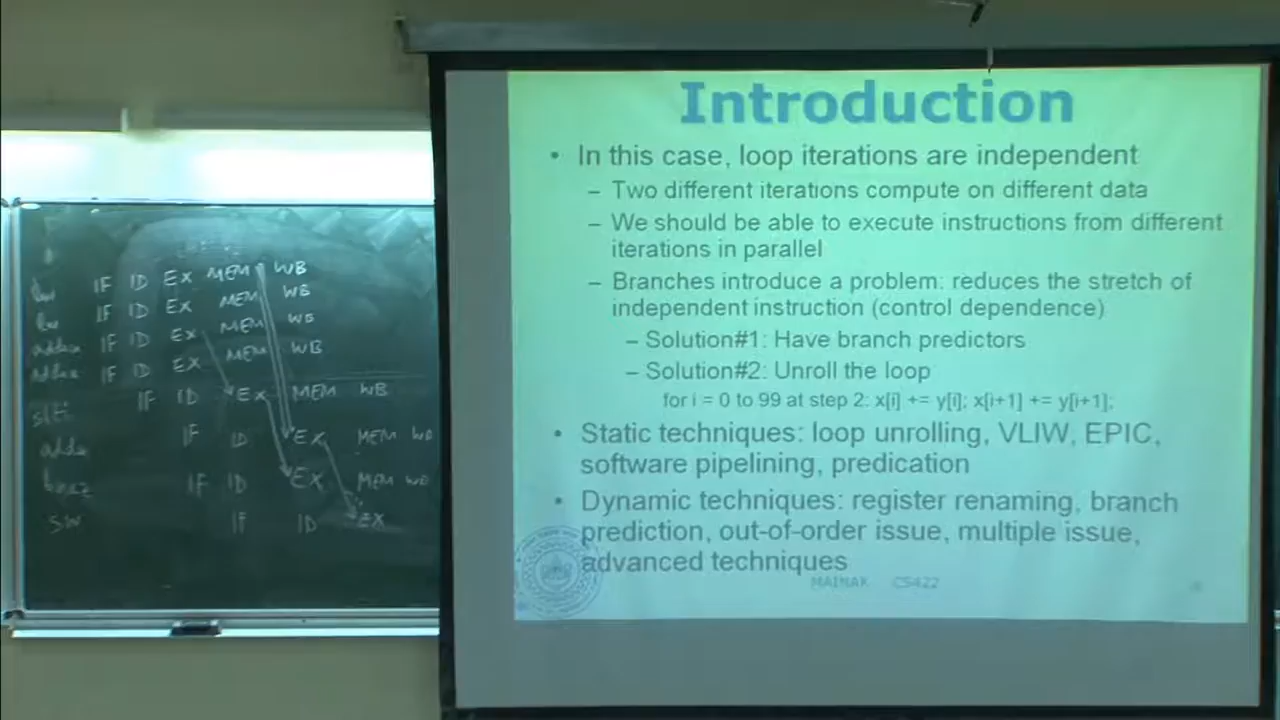 lw IF ID Ex MEM WB
lw IF ID Ex MEM WB
IF ID Ex MEM WB
IF ID Ex MEM WB
slti IF ID Ex MEM WB
IF ID Ex MEM WB
bnez IF ID Ex MEM WB
sw IF ID Ex
Introduction
• In this case, loop iterations are independent
– Two different iterations compute on different data
– We should be able to execute instructions from different
iterations in parallel
– Branches introduce a problem: reduces the stretch of
independent instruction (control dependence)
– Solution#1: Have branch predictors
– Solution#2: Unroll the loop
for i = 0 to 99 at step 2: x[i] += y[i]; x[i+1] += y[i+1];
• Static techniques: loop unrolling, VLIW, EPIC,
software pipelining, predication
• Dynamic techniques: register renaming, branch
prediction, out-of-order issue, multiple issue,
advanced techniques
MAINAK CS422